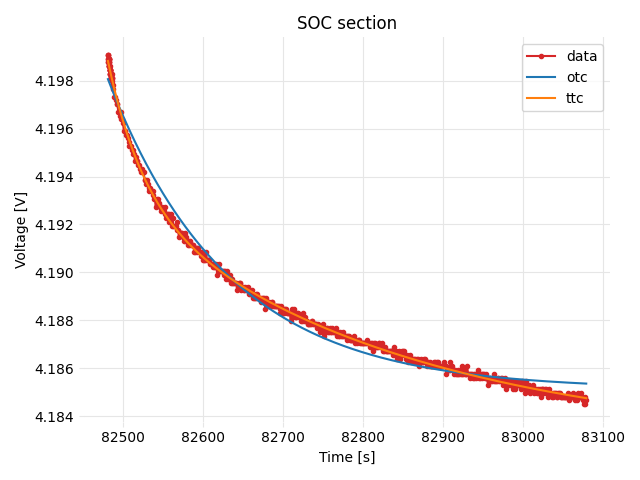 SOC section
data
otc
ttc
4.198
4.196
4.194
4.192
4.190
4.188
4.186
4.184
Voltage [V]
82500 82600 82700 82800 82900 83000 83100
Time [s]